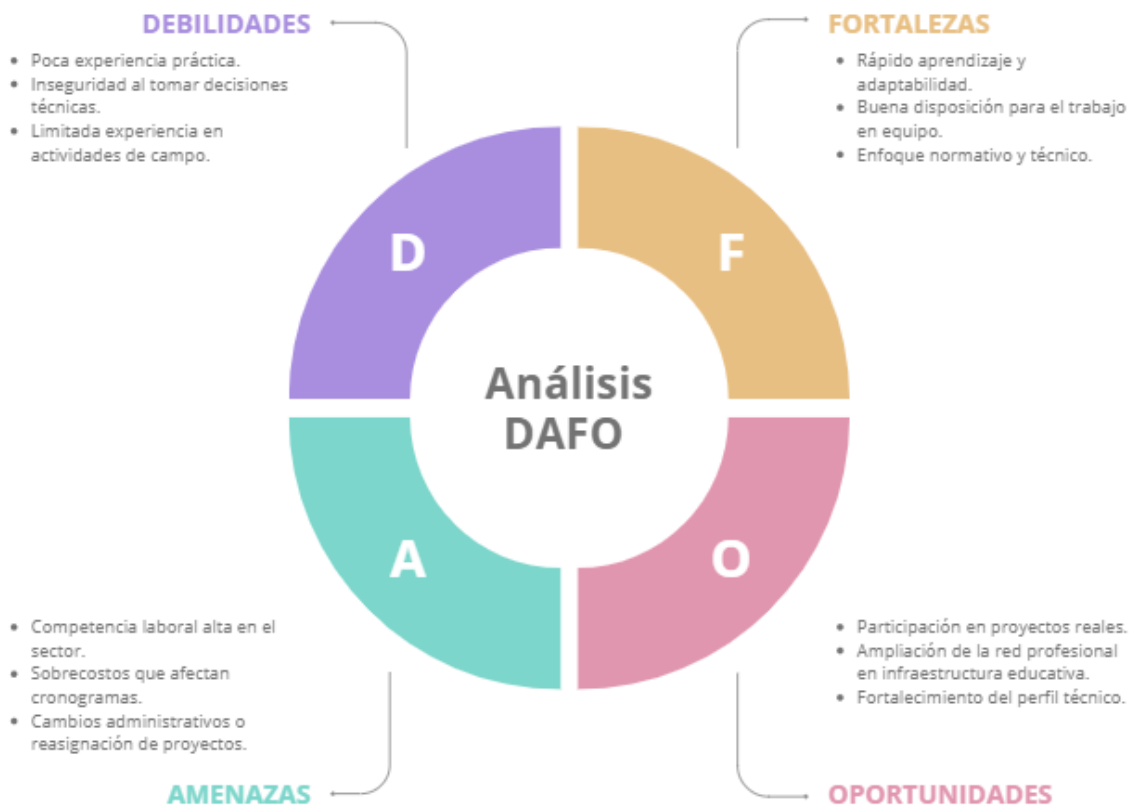 DEBILIDADES
• Poca experiencia práctica.
• Inseguridad al tomar decisiones
técnicas.
• Limitada experiencia en
actividades de campo.
FORTALEZAS
• Rápido aprendizaje y
adaptabilidad.
• Buena disposición para el trabajo
en equipo.
• Enfoque normativo y técnico.
D
F
Análisis
DAFO
A
O
• Competencia laboral alta en el
sector.
• Sobrecostos que afectan
cronogramas.
• Cambios administrativos o
reasignación de proyectos.
AMENAZAS
• Participación en proyectos reales.
• Ampliación de la red profesional
en infraestructura educativa.
• Fortalecimiento del perfil técnico.
OPORTUNIDADES